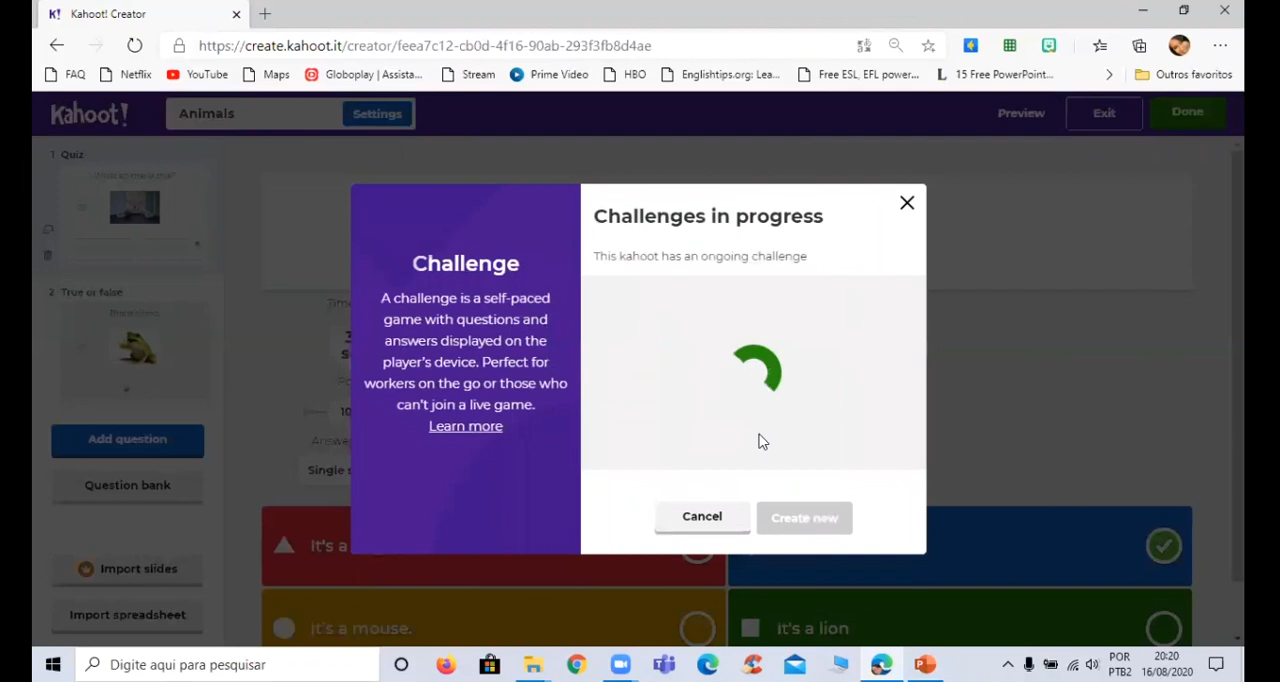 K! Kahoot! Creator
https://create.kahoot.it/creator/feea7c12-cb0d-4f16-90ab-293f3fb8d4ae
FAQ Netflix YouTube Maps Globoplay | Assista... Stream Prime Video HBO Englishtips.org: Lea... Free ESL, EFL power... 15 Free PowerPoint... Outros favoritos
Kahoot! Animals Settings Preview Exit Done
1 Quiz
2 True or false
Add question
Question bank
Import slides
Import spreadsheet
Challenge
A challenge is a self-paced
game with questions and
answers displayed on the
player's device. Perfect for
workers on the go or those who
can't join a live game.
Learn more
Challenges in progress
This kahoot has an ongoing challenge
Cancel Create new
Single
It's a
It's a mouse. It's a lion
Digite aqui para pesquisar
POR
PTB2
20:20
16/08/2020